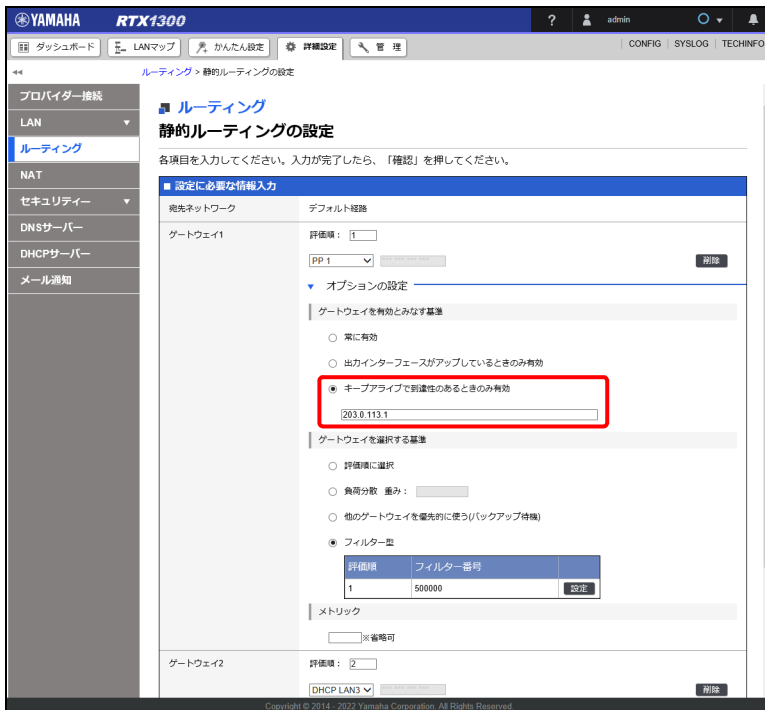 YAMAHA RTX1300 ? admin
ダッシュボード LANマップ かんたん設定 詳細設定 管理 CONFIG SYSLOG TECHINFO
ルーティング > 静的ルーティングの設定
プロバイダー接続
LAN
ルーティング
NAT
セキュリティー
DNSサーバー
DHCPサーバー
メール通知
ルーティング
静的ルーティングの設定
各項目を入力してください。入力が完了したら、「確認」を押してください。
■ 設定に必要な情報入力
宛先ネットワーク デフォルト経路
ゲートウェイ1 評価順： 1
PP 1 削除
オプションの設定
ゲートウェイを有効とみなす基準
常に有効
出力インターフェースがアップしているときのみ有効
キープアライブで到達性のあるときのみ有効
203.0.113.1
ゲートウェイを選択する基準
評価順に選択
負荷分散 重み：
他のゲートウェイを優先的に使う(バックアップ待機)
フィルター型
評価順 フィルター番号
1 500000 設定
メトリック
※省略可
ゲートウェイ2 評価順： 2
DHCP LAN3 削除
Copyright © 2014 - 2022 Yamaha Corporation. All Rights Reserved.